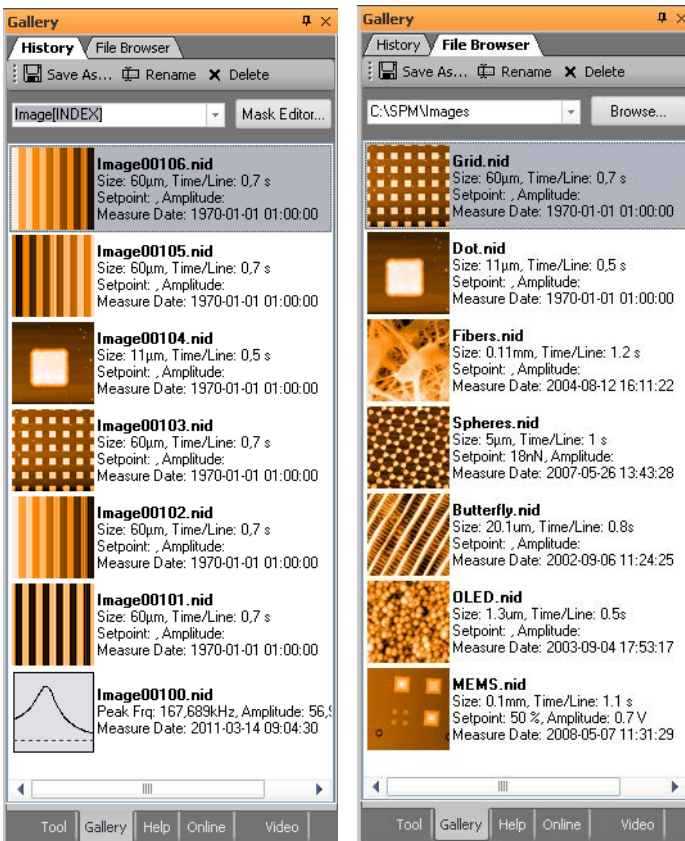 Gallery
History File Browser
Save As... Rename Delete
Image[INDEX] Mask Editor...
Image00106.nid
Size: 60µm, Time/Line: 0,7 s
Setpoint: , Amplitude:
Measure Date: 1970-01-01 01:00:00
Image00105.nid
Size: 60µm, Time/Line: 0,7 s
Setpoint: , Amplitude:
Measure Date: 1970-01-01 01:00:00
Image00104.nid
Size: 11µm, Time/Line: 0,5 s
Setpoint: , Amplitude:
Measure Date: 1970-01-01 01:00:00
Image00103.nid
Size: 60µm, Time/Line: 0,7 s
Setpoint: , Amplitude:
Measure Date: 1970-01-01 01:00:00
Image00102.nid
Size: 60µm, Time/Line: 0,7 s
Setpoint: , Amplitude:
Measure Date: 1970-01-01 01:00:00
Image00101.nid
Size: 60µm, Time/Line: 0,7 s
Setpoint: , Amplitude:
Measure Date: 1970-01-01 01:00:00
Image00100.nid
Peak Frq: 167,689kHz, Amplitude: 56,
Measure Date: 2011-03-14 09:04:30
Tool Gallery Help Online Video
Gallery
History File Browser
Save As... Rename Delete
C:\SPM\Images Browse...
Grid.nid
Size: 60µm, Time/Line: 0,7 s
Setpoint: , Amplitude:
Measure Date: 1970-01-01 01:00:00
Dot.nid
Size: 11µm, Time/Line: 0,5 s
Setpoint: , Amplitude:
Measure Date: 1970-01-01 01:00:00
Fibers.nid
Size: 0.11mm, Time/Line: 1.2 s
Setpoint: , Amplitude:
Measure Date: 2004-08-12 16:11:22
Spheres.nid
Size: 5µm, Time/Line: 1 s
Setpoint: 18nN, Amplitude:
Measure Date: 2007-05-26 13:43:28
Butterfly.nid
Size: 20.1um, Time/Line: 0.8s
Setpoint: , Amplitude:
Measure Date: 2002-09-06 11:24:25
OLED.nid
Size: 1.3um, Time/Line: 0.5s
Setpoint: , Amplitude:
Measure Date: 2003-09-04 17:53:17
MEMS.nid
Size: 0.1mm, Time/Line: 1.1 s
Setpoint: 50 %, Amplitude: 0.7 V
Measure Date: 2008-05-07 11:31:29
Tool Gallery Help Online Video